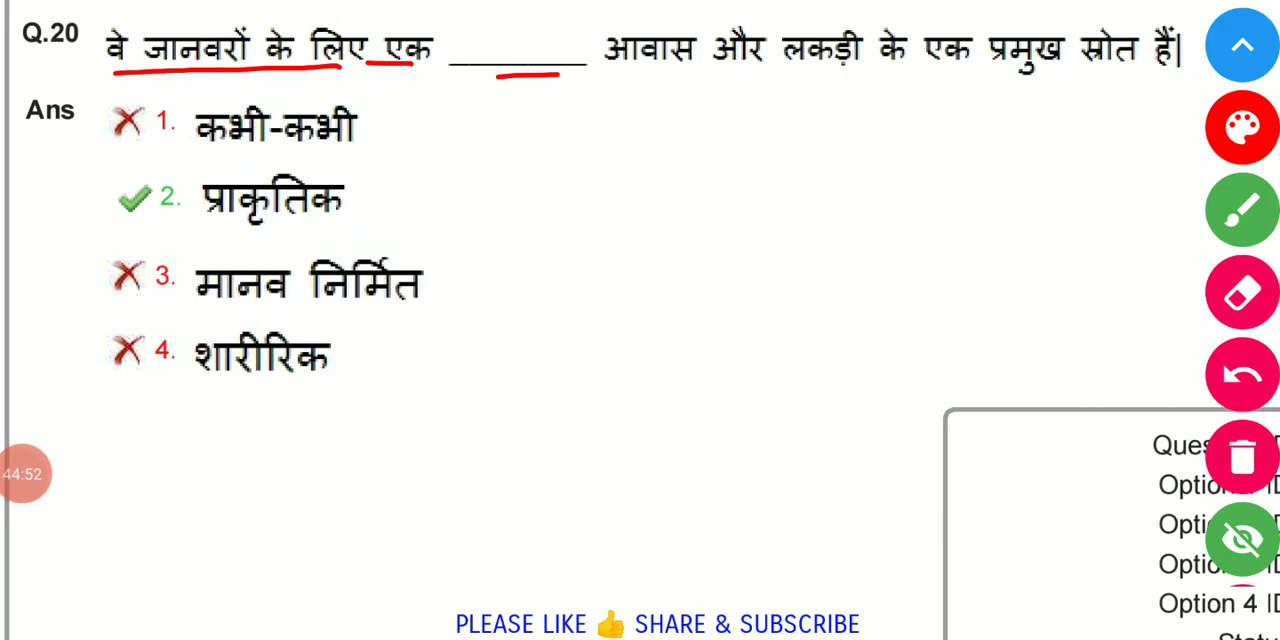 Q.20 वे जानवरों के लिए एक ________ आवास और लकड़ी के एक प्रमुख स्रोत हैं|
Ans 1. कभी-कभी
2. प्राकृतिक
3. मानव निर्मित
4. शारीरिक
44:52
Option 4 ID
PLEASE LIKE 👍 SHARE & SUBSCRIBE